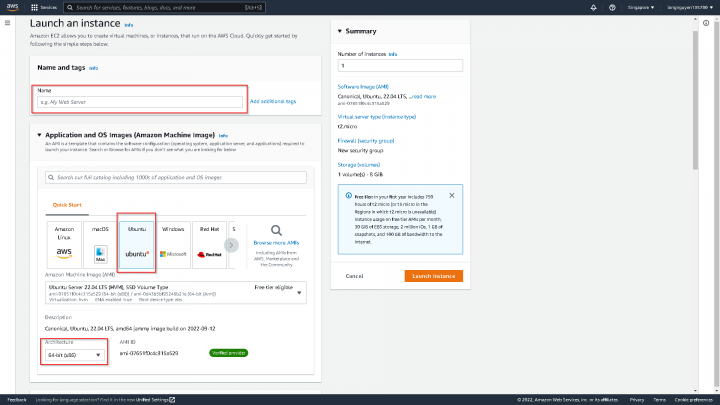 aws
Services
Search for services, features, blogs, docs, and more
[Alt+S]
Singapore
Launch an instance Info
Amazon EC2 allows you to create virtual machines, or instances, that run on the AWS Cloud. Quickly get started by
following the simple steps below.
Name and tags Info
Name
e.g. My Web Server
Add additional tags
Application and OS Images (Amazon Machine Image) Info
An AMI is a template that contains the software configuration (operating system, application server, and applications) required to
launch your instance. Search or Browse for AMIs if you don't see what you are looking for below
Search our full catalog including 1000s of application and OS images
Quick Start
Amazon
Linux
aws
macOS
Mac
Ubuntu
ubuntu
Windows
Microsoft
Red Hat
Red Hat
S
Browse more AMIs
Including AMIs from
AWS, Marketplace and
the Community
Amazon Machine Image (AMI)
Ubuntu Server 22.04 LTS (HVM), SSD Volume Type
Free tier eligible
Virtualization: hvm ENA enabled: true Root device type: ebs
Description
Canonical, Ubuntu, 22.04 LTS, amd64 jammy image build on 2022-09-12
Architecture
64-bit (x86)
AMI ID
ami-07651f0c4c315a529
Verified provider
Summary
Number of instances Info
1
Software Image (AMI)
Canonical, Ubuntu, 22.04 LTS, ...read more
ami-07651f0c4c315a529
Virtual server type (instance type)
t2.micro
Firewall (security group)
New security group
Storage (volumes)
1 volume(s) - 8 GiB
Free tier: In your first year includes 750
hours of t2.micro (or t3.micro in the
Regions in which t2.micro is unavailable)
instance usage on free tier AMIs per month,
30 GiB of EBS storage, 2 million IOs, 1 GB of
snapshots, and 100 GB of bandwidth to the
internet.
Cancel
Launch instance
Feedback
Looking for language selection? Find it in the new Unified Settings
© 2022, Amazon Web Services, Inc. or its affiliates.
Privacy
Terms
Cookie preferences